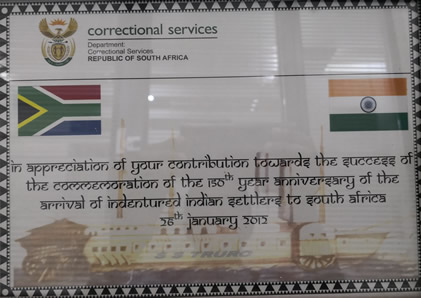 correctional services
Department:
Correctional Services
REPUBLIC OF SOUTH AFRICA
in appreciation of your contribution towards the success of
the commemoration of the 150th year anniversary of the
arrival of indentured indian settlers to south africa
26th january 2012
TRURO